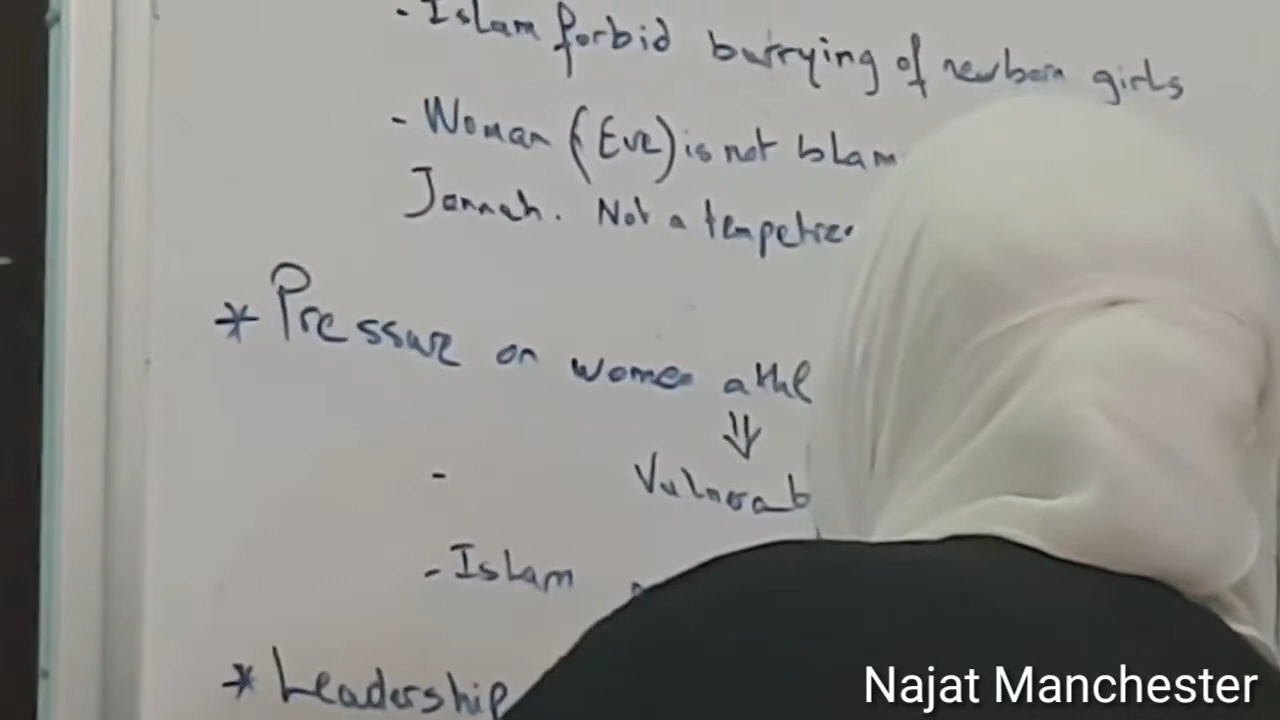 - Islam forbid burrying of newborn girls
- Woman (Eve) is not blam
Jannah. Not a
* Pressure on women athl
⇓
- Vulnerab
- Islam
* Leadership
Najat Manchester